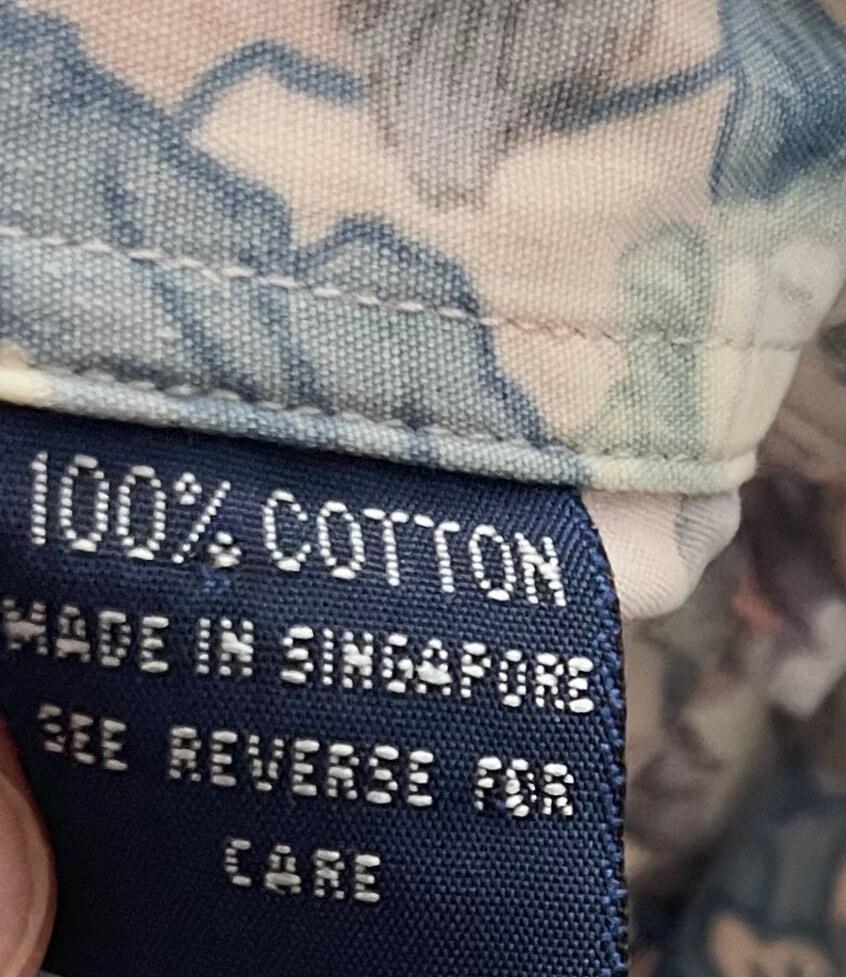 100% COTTON
MADE IN SINGAPORE
SEE REVERSE FOR
CARE